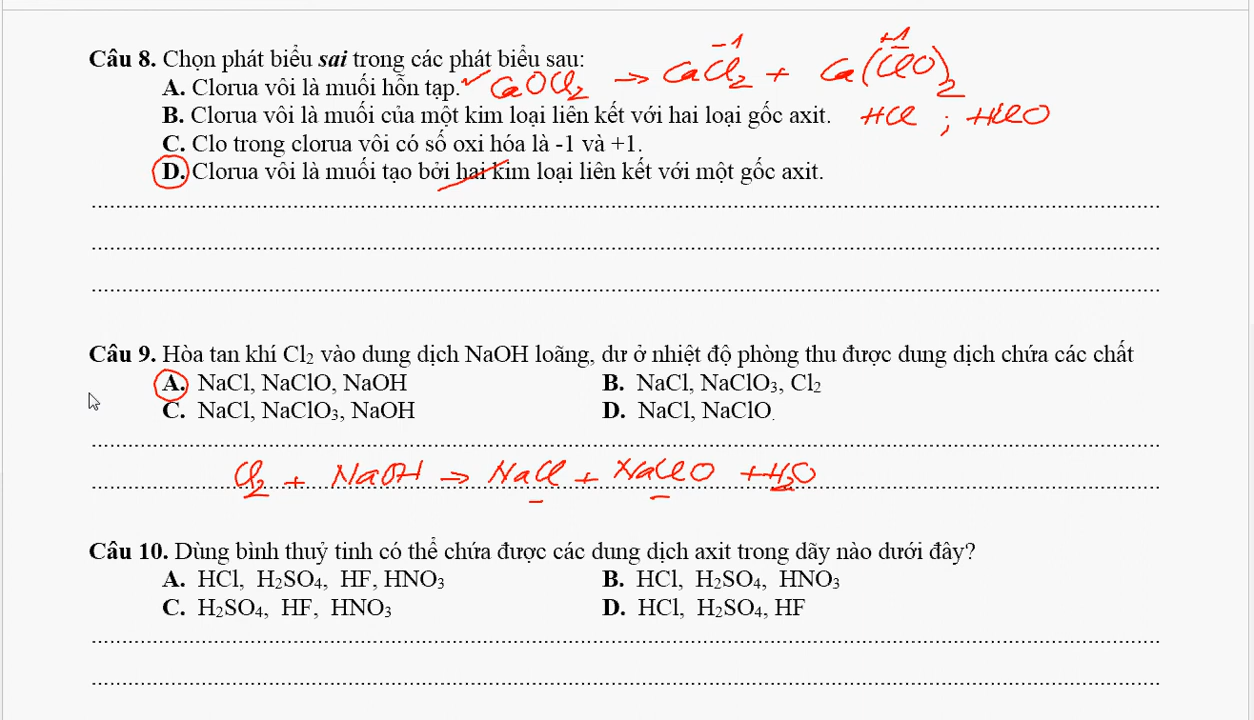 Câu 8. Chọn phát biểu sai trong các phát biểu sau:
A. Clorua vôi là muối hỗn tạp. ✓ CaOCl₂ → CaCl₂ + Ca(ClO)₂
-1 +1
B. Clorua vôi là muối của một kim loại liên kết với hai loại gốc axit. HCl ; HClO
C. Clo trong clorua vôi có số oxi hóa là -1 và +1.
D. Clorua vôi là muối tạo bởi hai kim loại liên kết với một gốc axit.
Câu 9. Hòa tan khí Cl₂ vào dung dịch NaOH loãng, dư ở nhiệt độ phòng thu được dung dịch chứa các chất
A. NaCl, NaClO, NaOH B. NaCl, NaClO₃, Cl₂
C. NaCl, NaClO₃, NaOH D. NaCl, NaClO.
Cl₂ + NaOH → NaCl + NaClO + H₂O
Câu 10. Dùng bình thuỷ tinh có thể chứa được các dung dịch axit trong dãy nào dưới đây?
A. HCl, H₂SO₄, HF, HNO₃ B. HCl, H₂SO₄, HNO₃
C. H₂SO₄, HF, HNO₃ D. HCl, H₂SO₄, HF